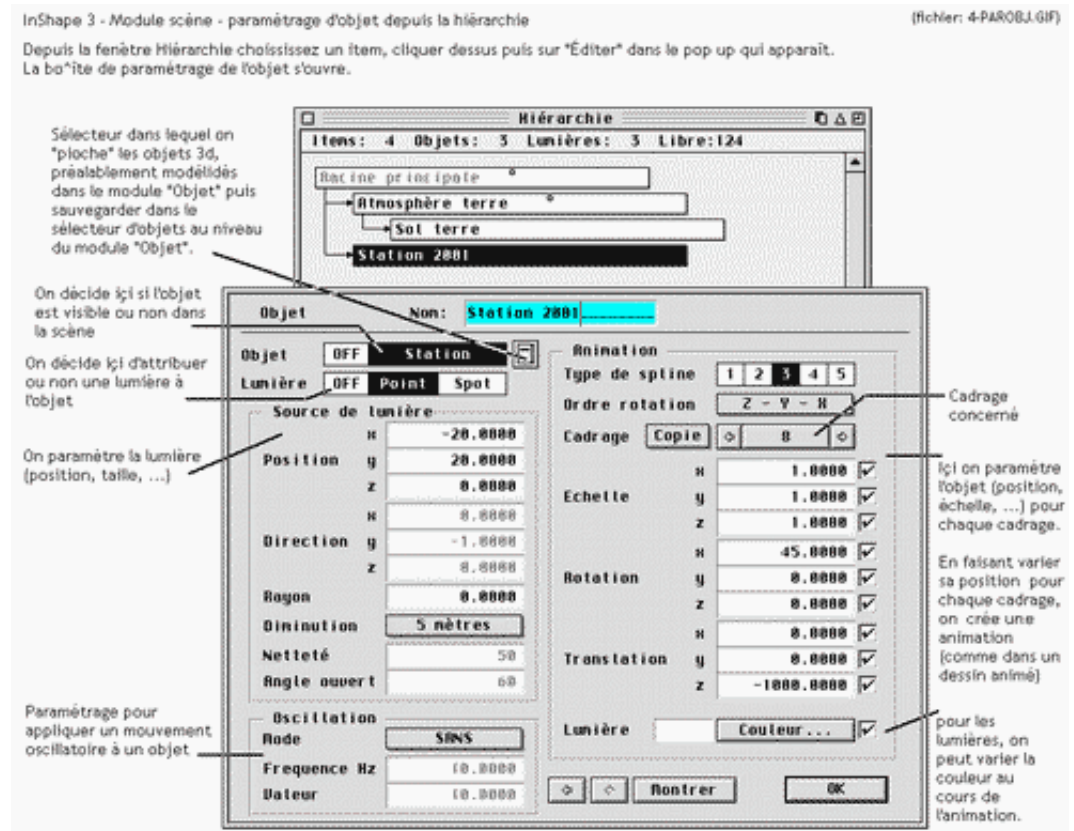 InShape 3 - Module scène - paramétrage d'objet depuis la hiérarchie
(fichier: 4-PAROBJ.GIF)
Depuis la fenètre Hiérarchie choississez un item, cliquer dessus puis sur "Éditer" dans le pop up qui apparaît.
La bo^îte de paramétrage de l'objet s'ouvre.
Sélecteur dans lequel on
"pioche" les objets 3d,
préalablement modélidés
dans le module "Objet" puis
sauvegarder dans le
sélecteur d'objets au niveau
du module "Objet".
On décide içi si l'objet
est visible ou non dans
la scène
On décide içi d'attribuer
ou non une lumière à
l'objet
On paramètre la lumière
(position, taille, ...)
Paramétrage pour
appliquer un mouvement
oscillatoire à un objet
Hiérarchie
Items: 4 Objets: 3 Lumières: 3 Libre:124
Racine principale
Atmosphère terre
Sol terre
Station 2001
Objet Nom: Station 2001
Objet OFF Station
Lumière OFF Point Spot
Source de lumière
Position
x -20.0000
y 20.0000
z 0.0000
Direction
x 0.0000
y -1.0000
z 0.0000
Rayon 0.0000
Diminution 5 mètres
Netteté 50
Angle ouvert 60
Oscillation
Mode SANS
Frequence Hz 10.0000
Valeur 10.0000
Animation
Type de spline 1 2 3 4 5
Ordre rotation Z - Y - X
Cadrage Copie 8
Echelle
x 1.0000
y 1.0000
z 1.0000
Rotation
x 45.0000
y 0.0000
z 0.0000
Translation
x 0.0000
y 0.0000
z -1000.0000
Lumière Couleur...
Montrer OK
Cadrage
concerné
Içi on paramètre
l'objet (position,
échelle, ...) pour
chaque cadrage.
En faisant varier
sa position pour
chaque cadrage,
on crée une
animation
(comme dans un
dessin animé)
pour les
lumières, on
peut varier la
couleur au
cours de
l'animation.